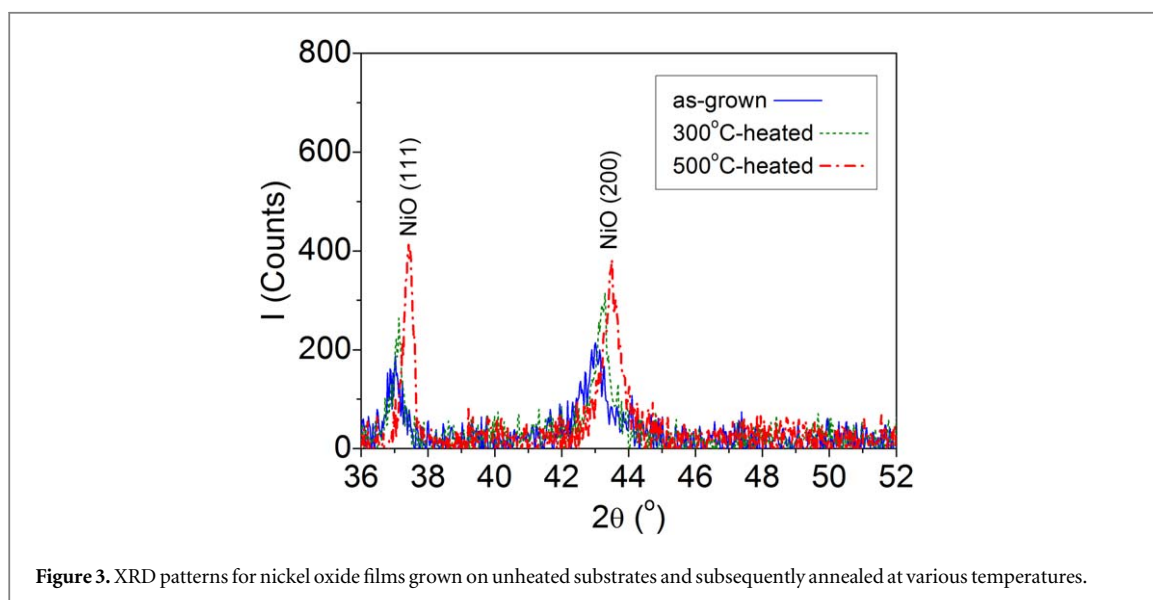 800
600
400
200
0
I (Counts)
NiO (111)
NiO (200)
as-grown
300°C-heated
500°C-heated
36 38 40 42 44 46 48 50 52
2θ (°)
Figure 3. XRD patterns for nickel oxide films grown on unheated substrates and subsequently annealed at various temperatures.